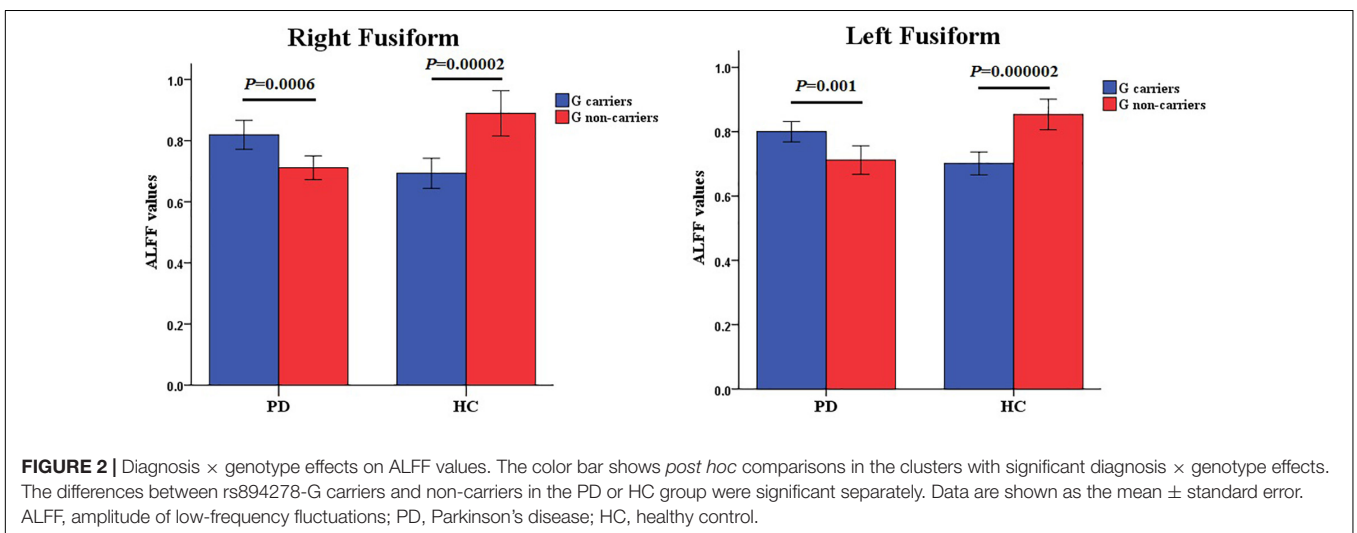 Right Fusiform
P=0.0006
P=0.00002
G carriers
G non-carriers
ALFF values
1.0
0.8
0.6
0.4
0.2
0.0
PD
HC
Left Fusiform
P=0.001
P=0.000002
G carriers
G non-carriers
ALFF values
1.0
0.8
0.6
0.4
0.2
0.0
PD
HC
FIGURE 2 | Diagnosis × genotype effects on ALFF values. The color bar shows post hoc comparisons in the clusters with significant diagnosis × genotype effects.
The differences between rs894278-G carriers and non-carriers in the PD or HC group were significant separately. Data are shown as the mean ± standard error.
ALFF, amplitude of low-frequency fluctuations; PD, Parkinson’s disease; HC, healthy control.